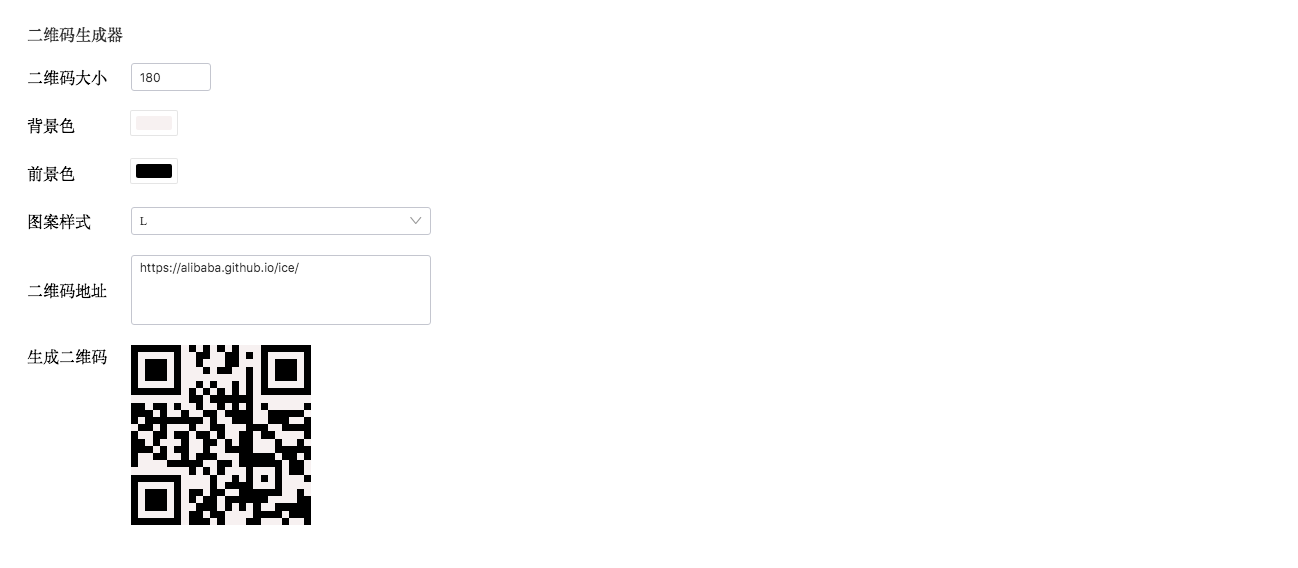 二维码生成器
二维码大小 180
背景色
前景色
图案样式 L
二维码地址 https://alibaba.github.io/ice/
生成二维码